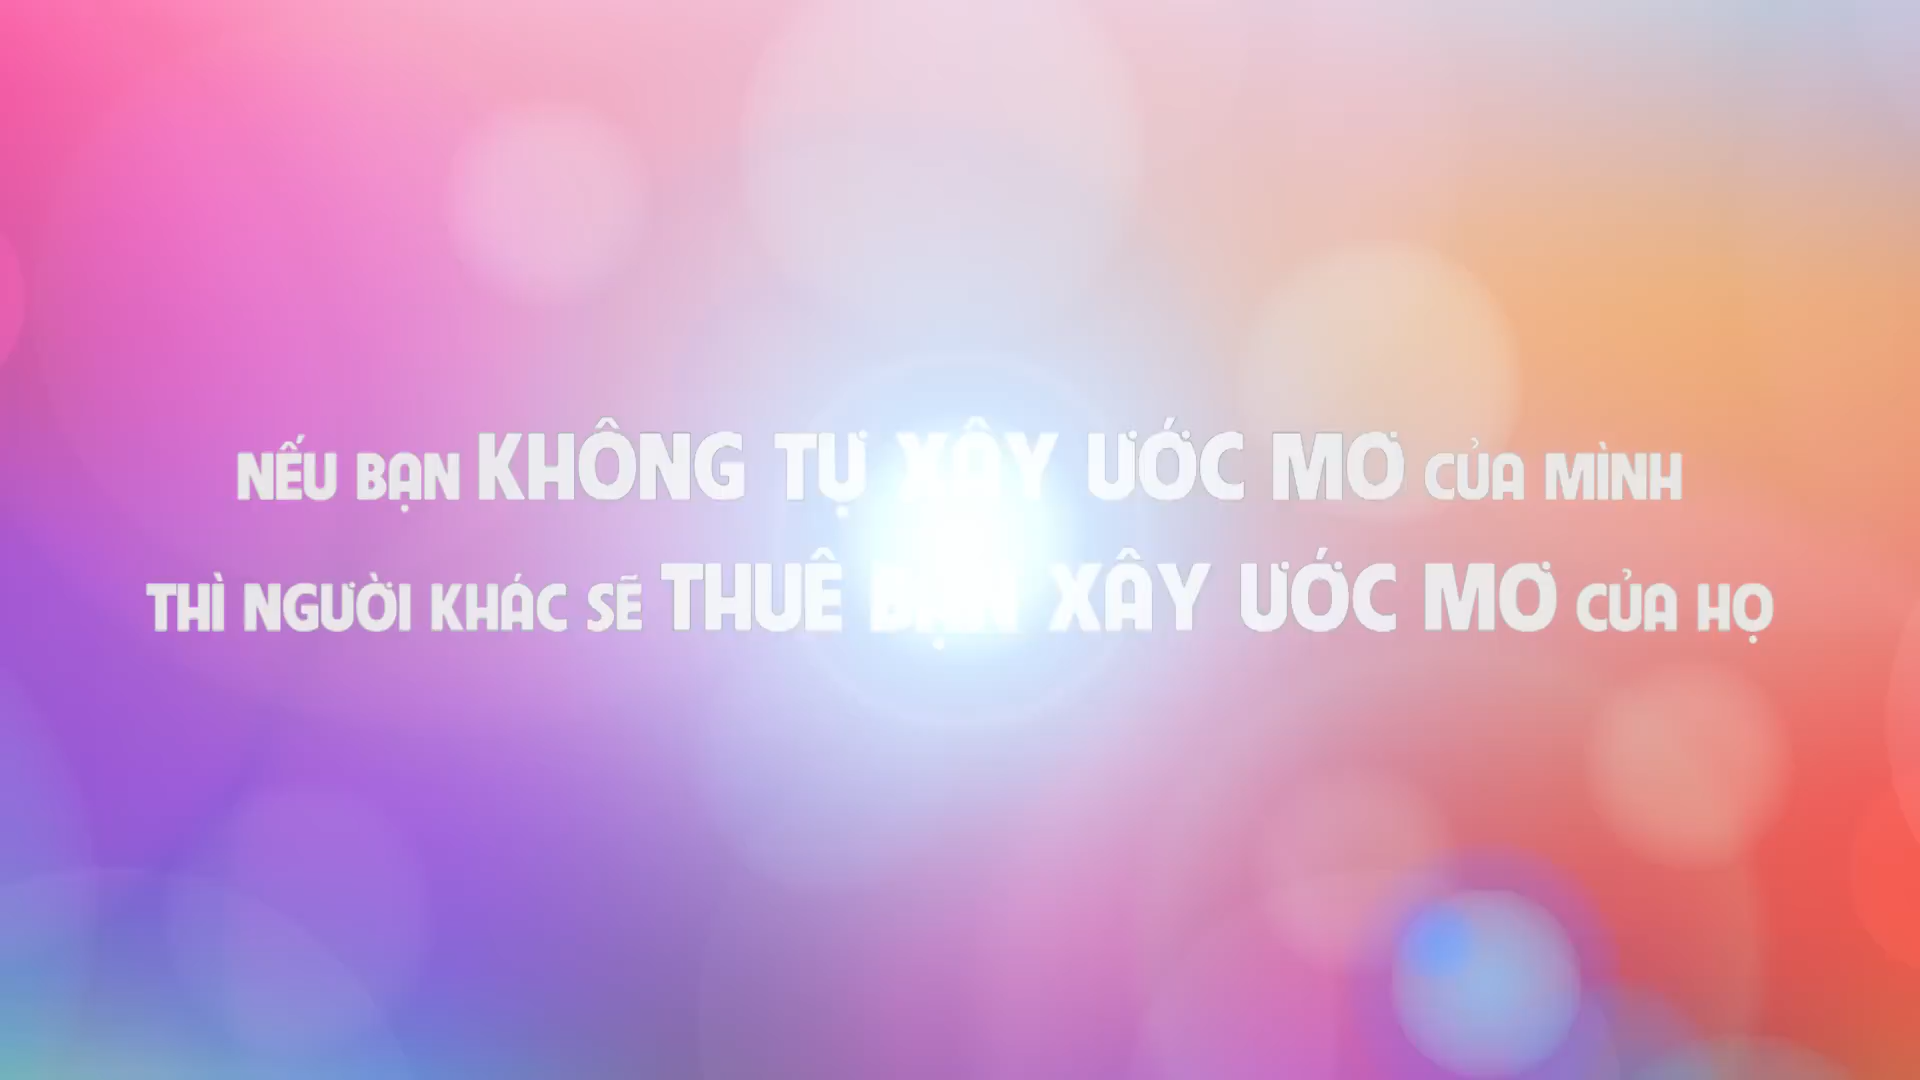 NẾU BẠN KHÔNG TỰ XÂY ƯỚC MƠ CỦA MÌNH
THÌ NGƯỜI KHÁC SẼ THUÊ BẠN XÂY ƯỚC MƠ CỦA HỌ